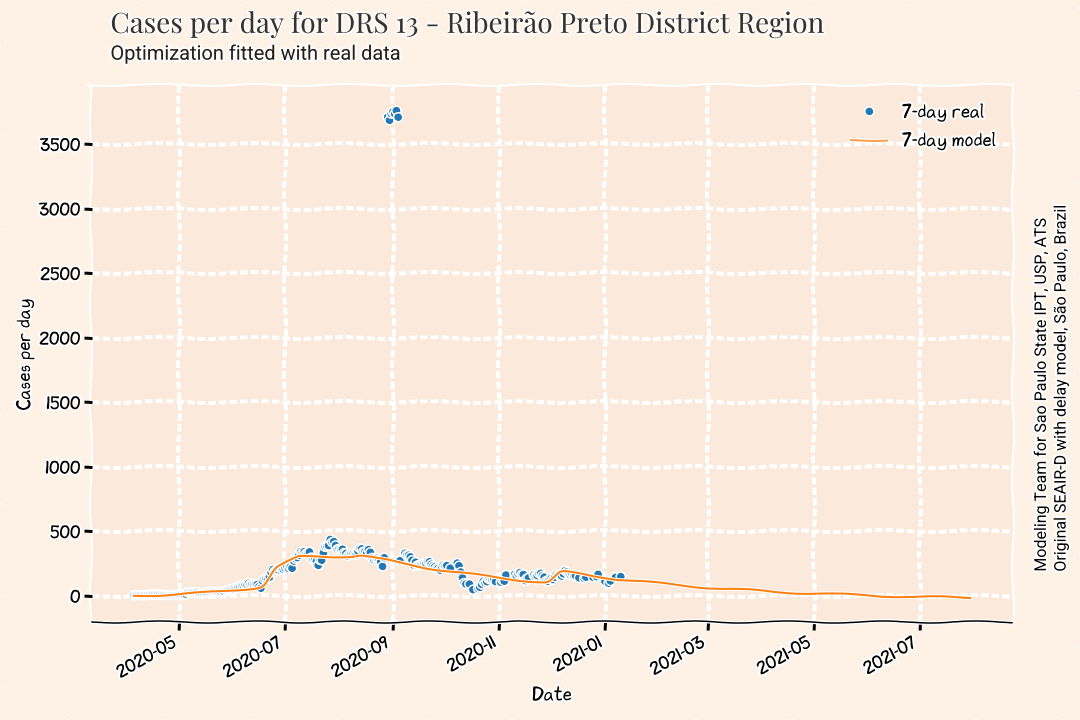 Cases per day for DRS 13 - Ribeirão Preto District Region
Optimization fitted with real data
7-day real
7-day model
3500
3000
2500
2000
1500
1000
500
0
Cases per day
2020-05
2020-07
2020-09
2020-11
2021-01
2021-03
2021-05
2021-07
Date
Modeling Team for Sao Paulo State IPT, USP, ATS
Original SEAIR-D with delay model, São Paulo, Brazil